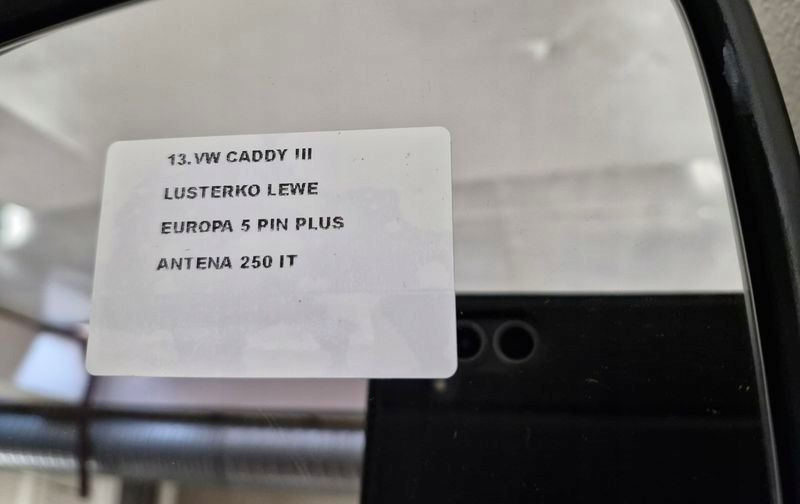 13.VW CADDY III
LUSTERKO LEWE
EUROPA 5 PIN PLUS
ANTENA 250 IT